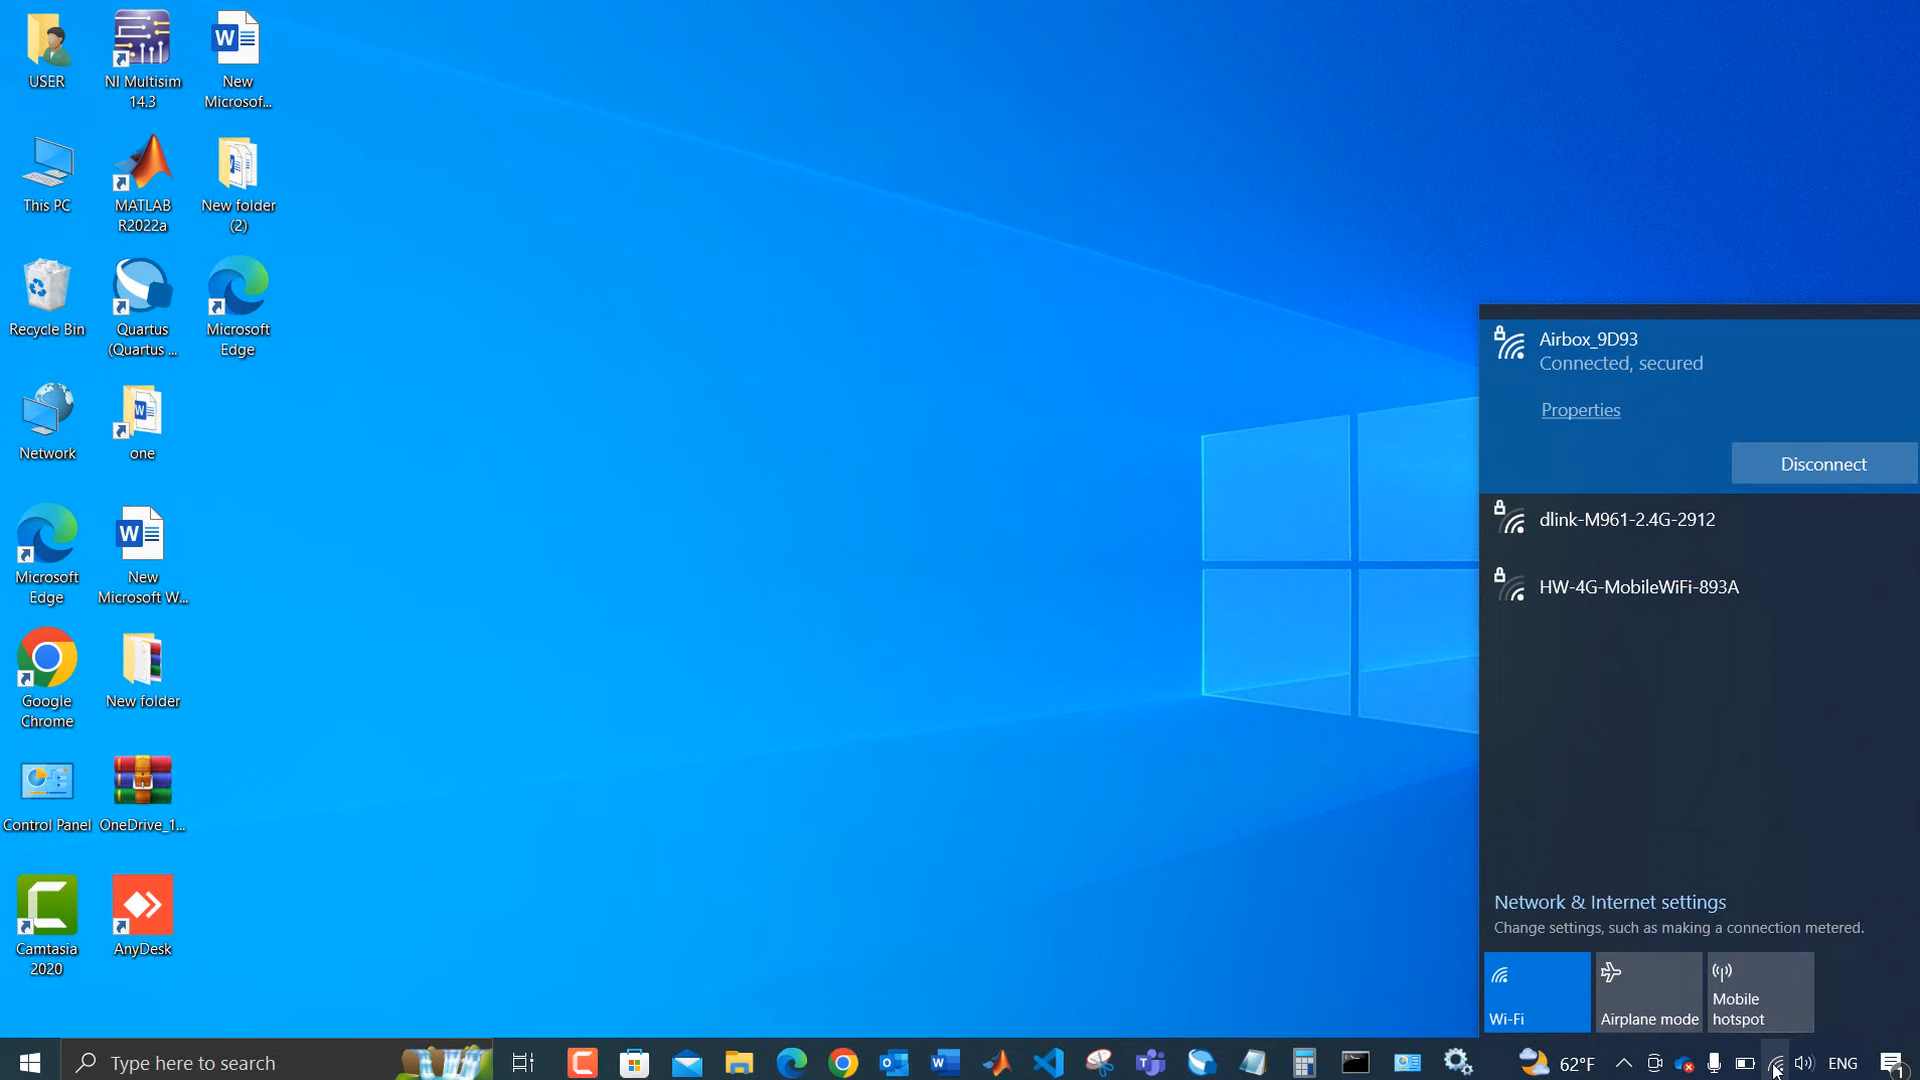 USER
NI Multisim
14.3
New
Microsof...
This PC
MATLAB
R2022a
New folder
(2)
Recycle Bin
Quartus
(Quartus ...
Microsoft
Edge
Network
one
Microsoft
Edge
New
Microsoft W...
Google
Chrome
New folder
Control Panel
OneDrive_1...
Camtasia
2020
AnyDesk
Airbox_9D93
Connected, secured
Properties
Disconnect
dlink-M961-2.4G-2912
HW-4G-MobileWiFi-893A
Network & Internet settings
Change settings, such as making a connection metered.
Wi-Fi
Airplane mode
Mobile
hotspot
Type here to search
62°F
ENG
1